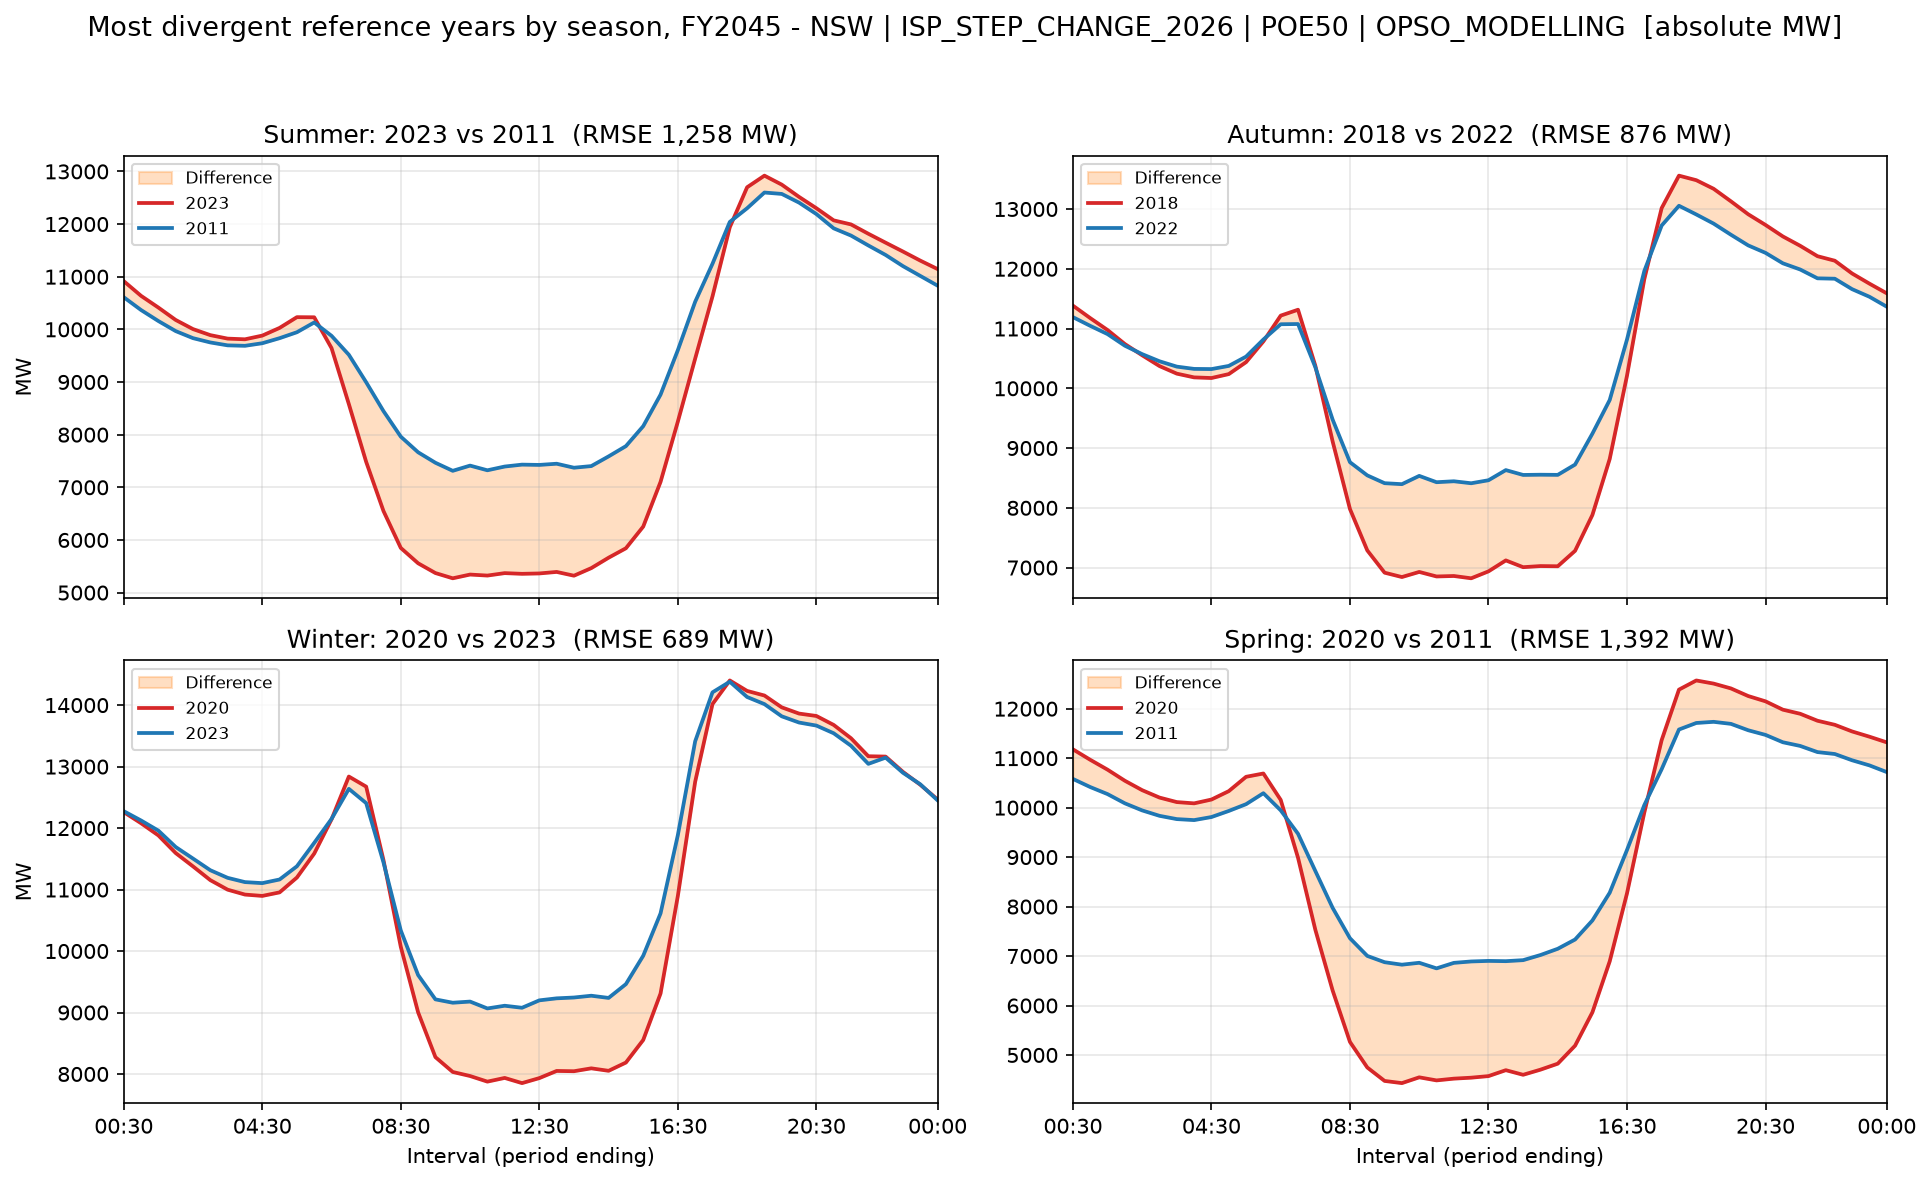 Most divergent reference years by season, FY2045 - NSW | ISP_STEP_CHANGE_2026 | POE50 | OPSO_MODELLING  [absolute MW]
Summer: 2023 vs 2011  (RMSE 1,258 MW)
13000
12000
11000
10000
9000
8000
7000
6000
5000
MW
Difference
2023
2011
Autumn: 2018 vs 2022  (RMSE 876 MW)
13000
12000
11000
10000
9000
8000
7000
Difference
2018
2022
Winter: 2020 vs 2023  (RMSE 689 MW)
14000
13000
12000
11000
10000
9000
8000
MW
Difference
2020
2023
00:30 04:30 08:30 12:30 16:30 20:30 00:00
Interval (period ending)
Spring: 2020 vs 2011  (RMSE 1,392 MW)
12000
11000
10000
9000
8000
7000
6000
5000
Difference
2020
2011
00:30 04:30 08:30 12:30 16:30 20:30 00:00
Interval (period ending)